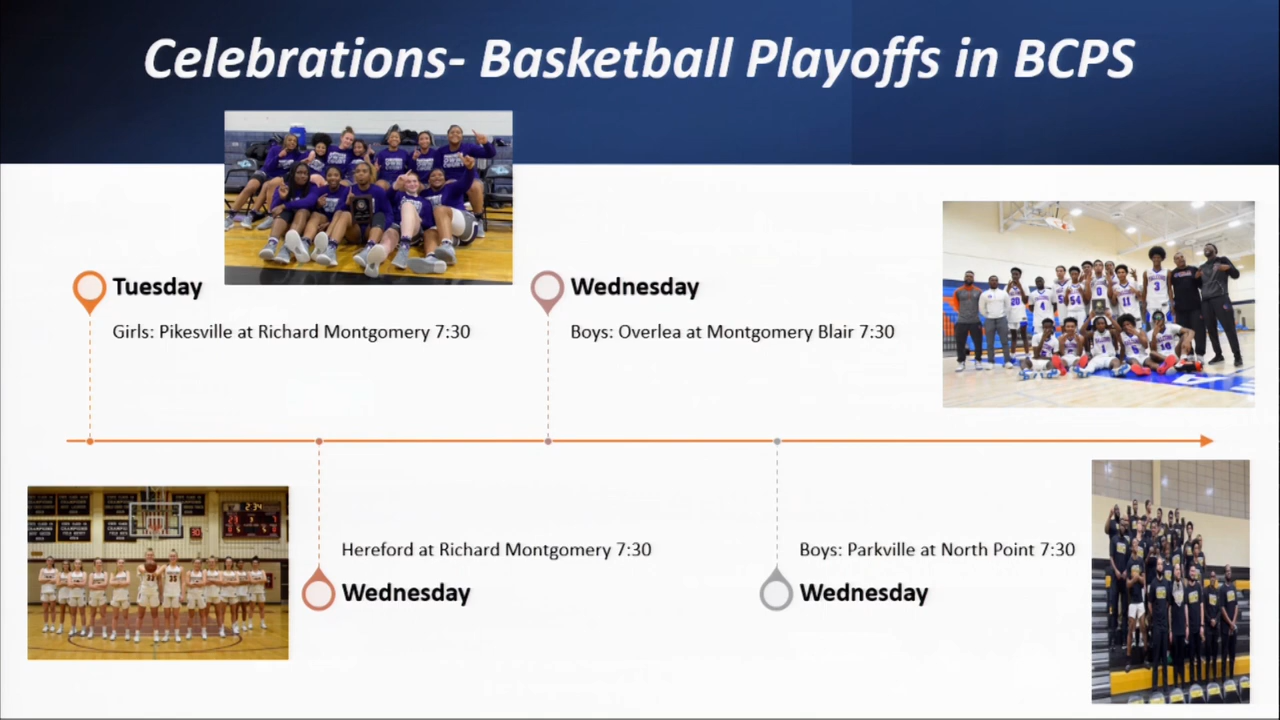 Celebrations- Basketball Playoffs in BCPS
Tuesday
Girls: Pikesville at Richard Montgomery 7:30
Wednesday
Boys: Overlea at Montgomery Blair 7:30
Hereford at Richard Montgomery 7:30
Wednesday
Boys: Parkville at North Point 7:30
Wednesday